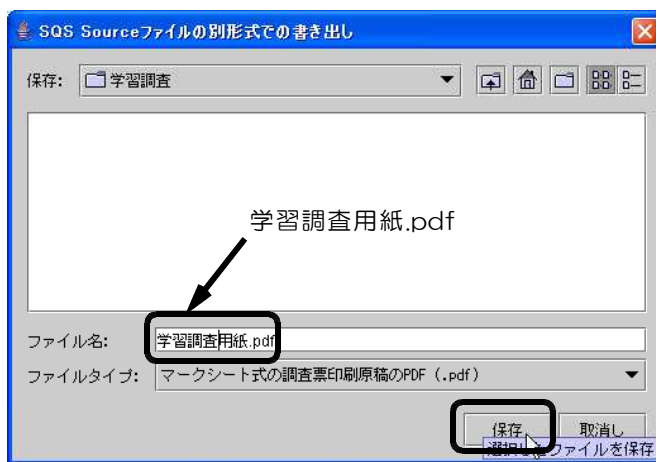 SQS Sourceファイルの別形式での書き出し
保存: 学習調査
学習調査用紙.pdf
ファイル名: 学習調査用紙.pdf
ファイルタイプ: マークシート式の調査票印刷原稿のPDF (.pdf)
保存 取消し
選択したファイルを保存